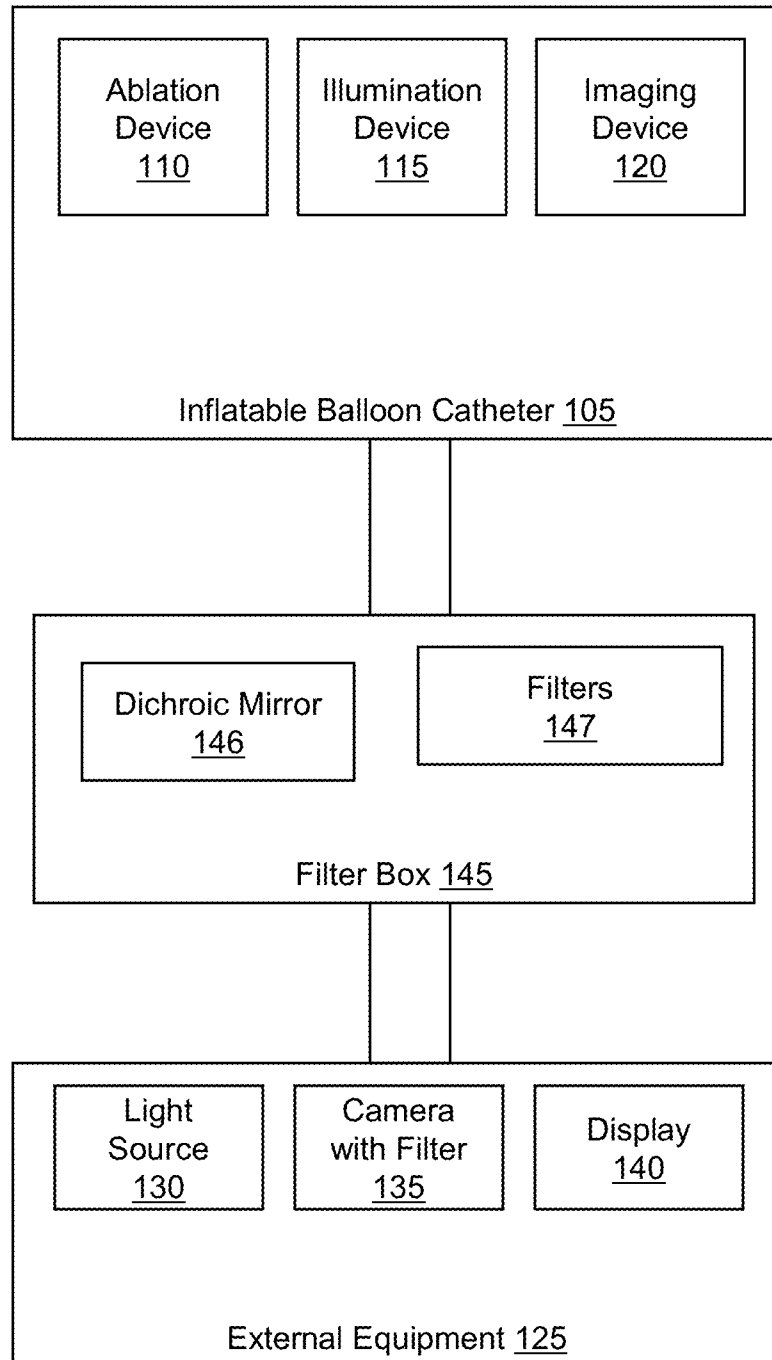 Ablation
Device
110
Illumination
Device
115
Imaging
Device
120
Inflatable Balloon Catheter 105
Dichroic Mirror
146
Filters
147
Filter Box 145
Light
Source
130
Camera
with Filter
135
Display
140
External Equipment 125